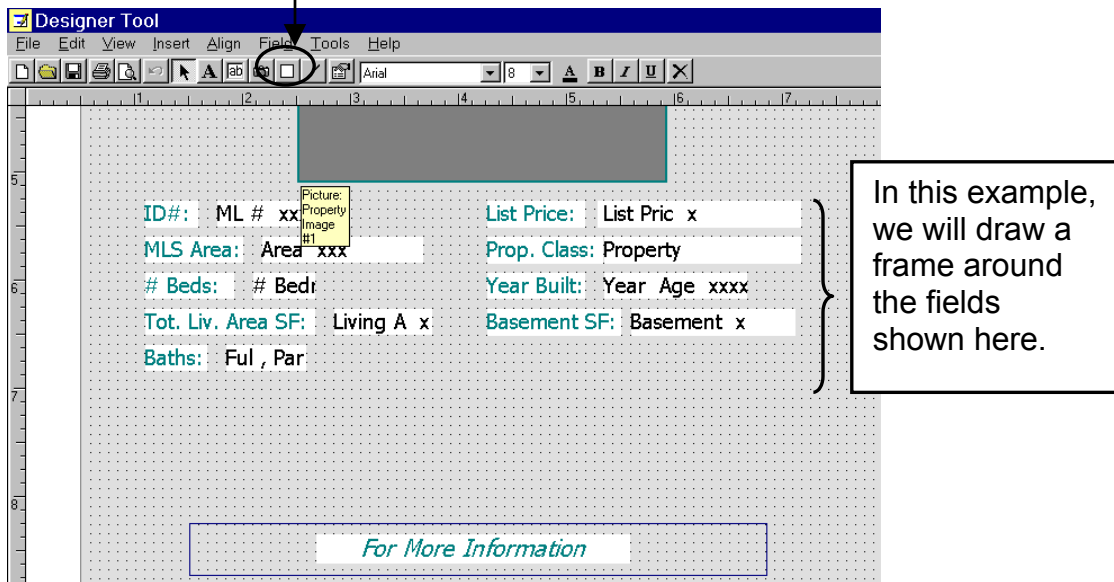 Designer Tool
File Edit View Insert Align Field Tools Help
A ab Arial 8 A B I U X
1 2 3 4 5 6 7
5
Picture:
Property
Image
#1
ID#: ML # xx List Price: List Pric x
MLS Area: Area xxx Prop. Class: Property
6
# Beds: # Bedr Year Built: Year Age xxxx
Tot. Liv. Area SF: Living A x Basement SF: Basement x
Baths: Ful , Par
7
8
For More Information
In this example,
we will draw a
frame around
the fields
shown here.